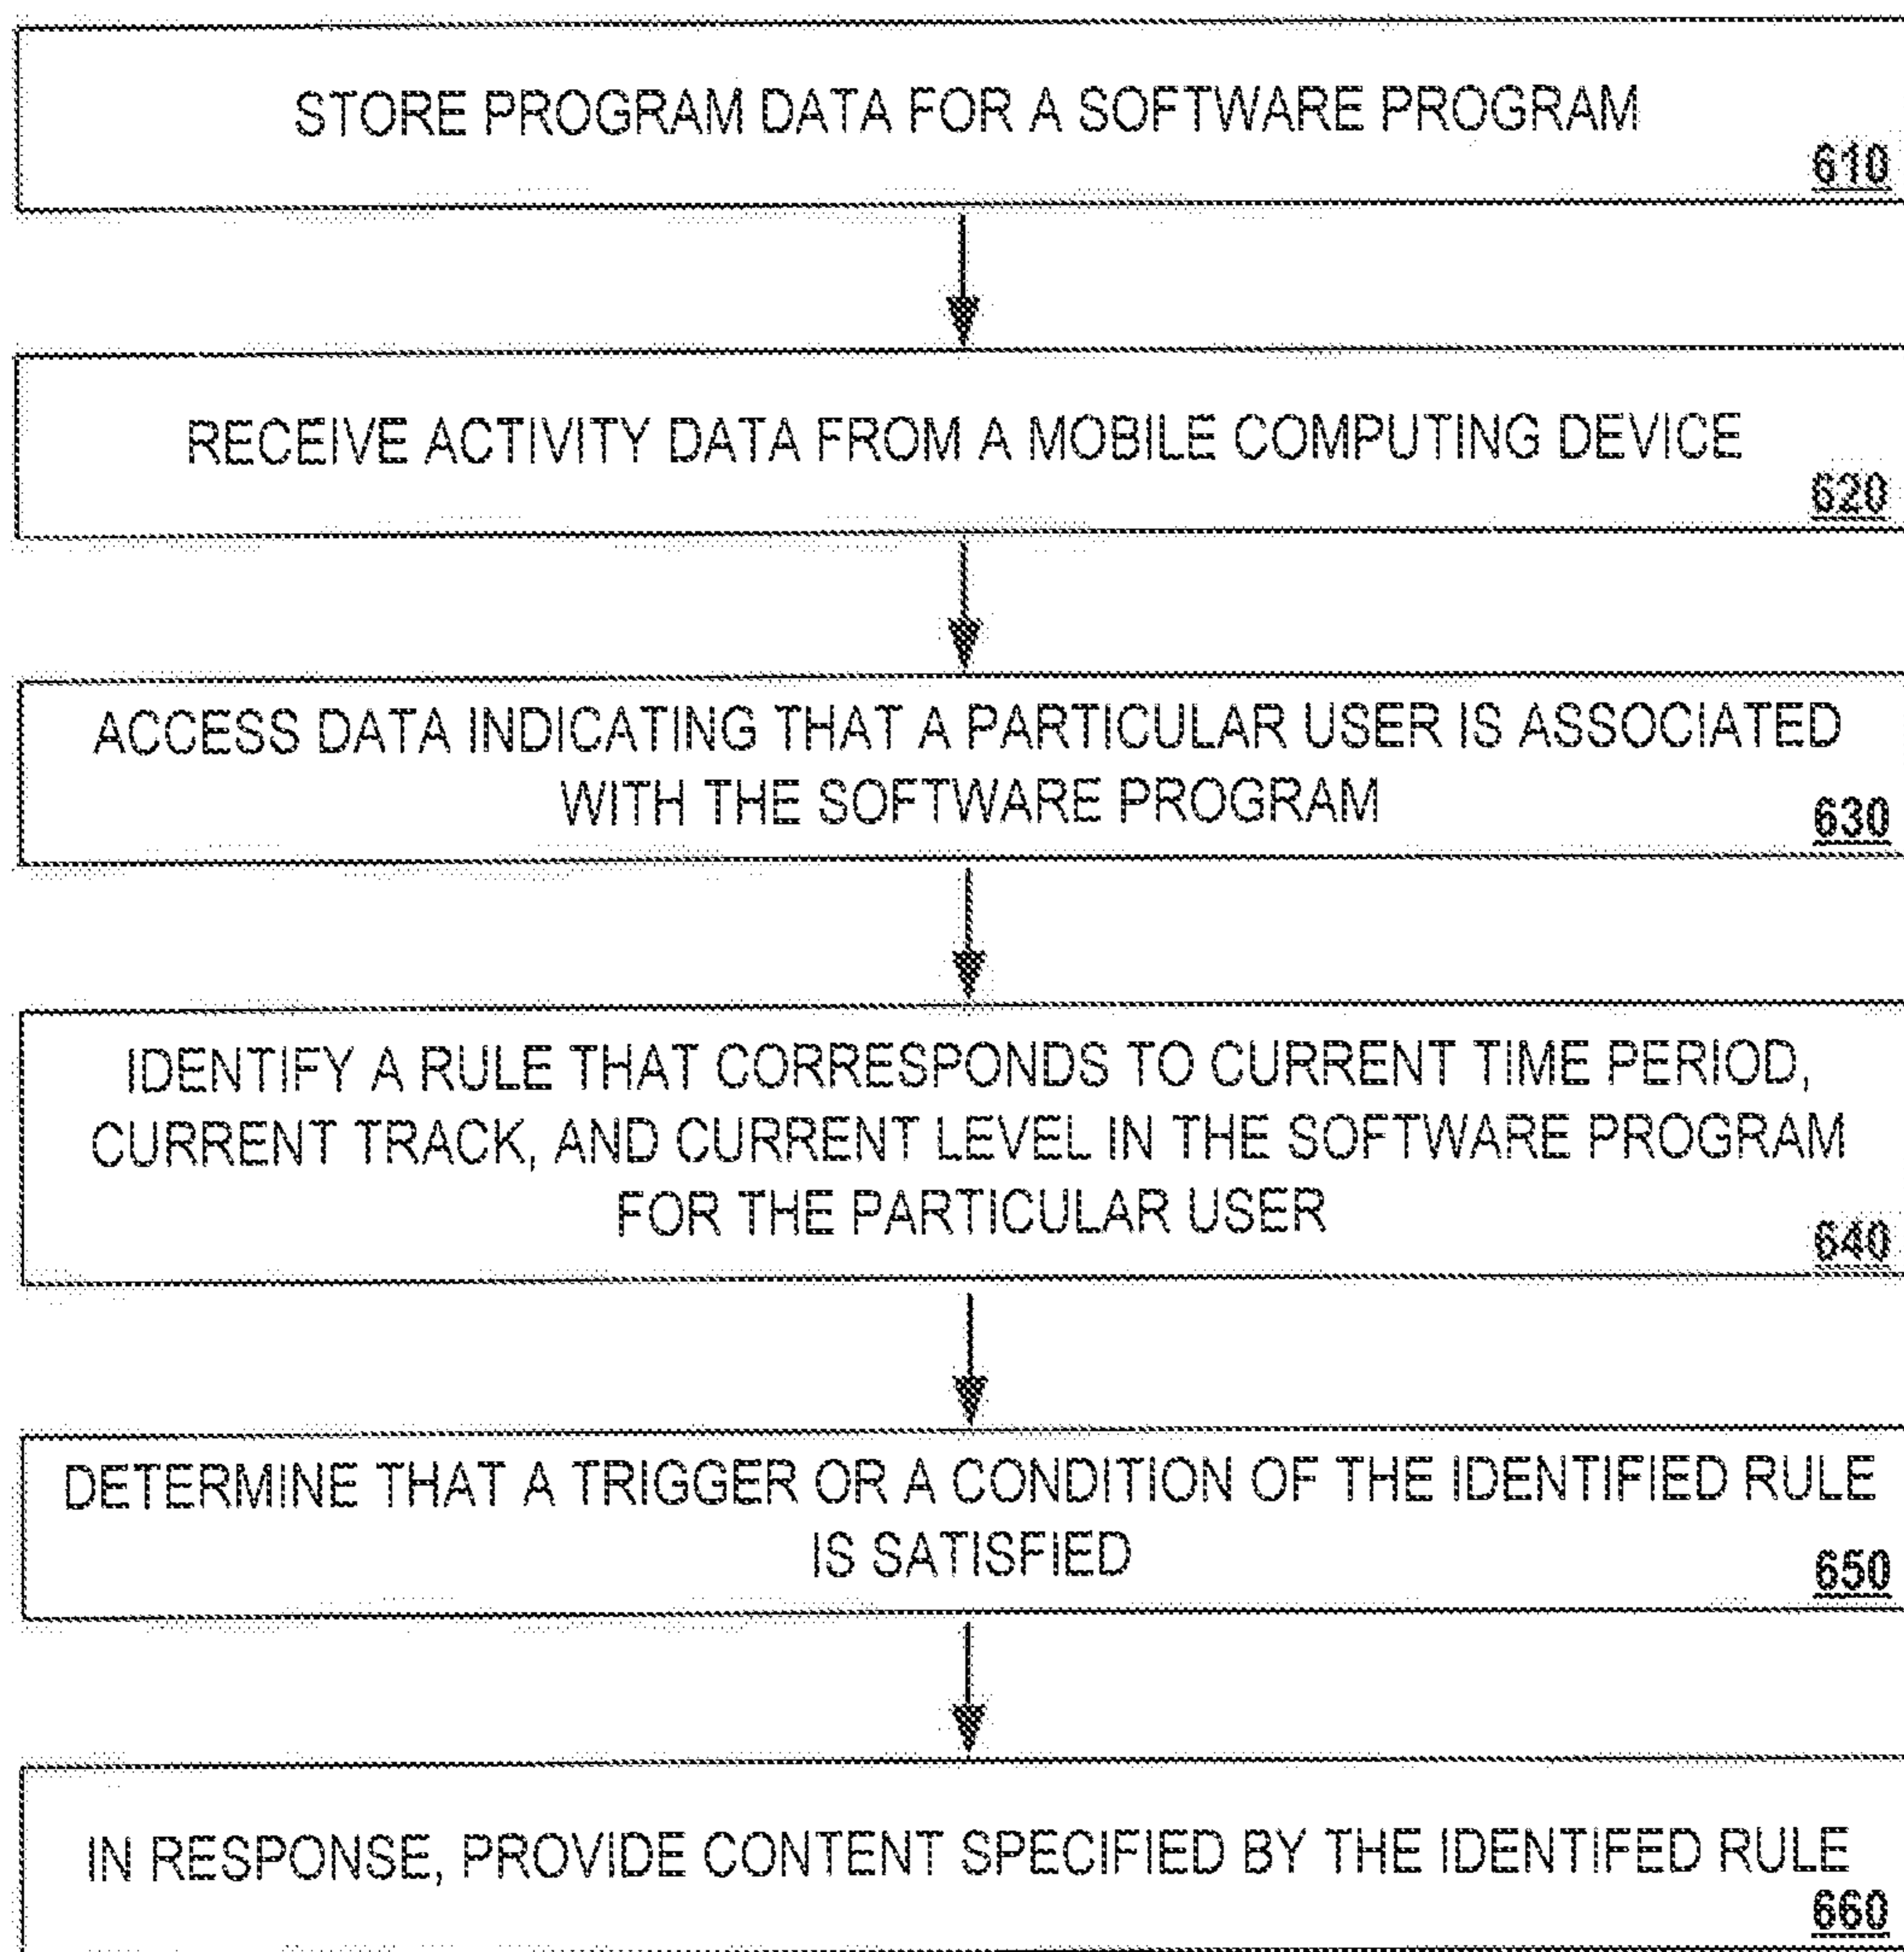 STORE PROGRAM DATA FOR A SOFTWARE PROGRAM
610
RECEIVE ACTIVITY DATA FROM A MOBILE COMPUTING DEVICE
620
ACCESS DATA INDICATING THAT A PARTICULAR USER IS ASSOCIATED
WITH THE SOFTWARE PROGRAM
630
IDENTIFY A RULE THAT CORRESPONDS TO CURRENT TIME PERIOD,
CURRENT TRACK, AND CURRENT LEVEL IN THE SOFTWARE PROGRAM
FOR THE PARTICULAR USER
640
DETERMINE THAT A TRIGGER OR A CONDITION OF THE IDENTIFIED RULE
IS SATISFIED
650
IN RESPONSE, PROVIDE CONTENT SPECIFIED BY THE IDENTIFED RULE
660